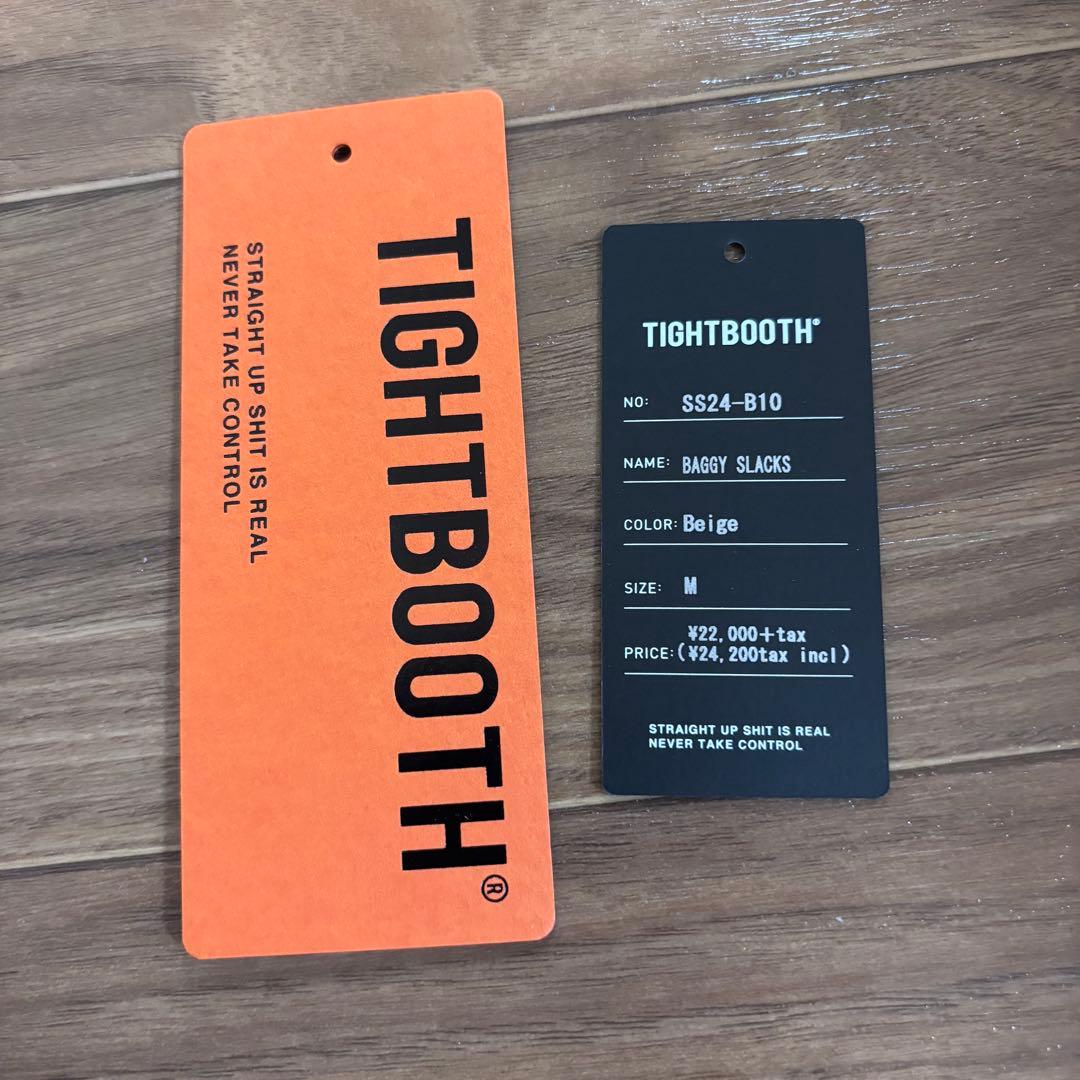 TIGHTBOOTH®
STRAIGHT UP SHIT IS REAL
NEVER TAKE CONTROL
TIGHTBOOTH®
NO: SS24-B10
NAME: BAGGY SLACKS
COLOR: Beige
SIZE: M
¥22,000+tax
PRICE: (¥24,200tax incl)
STRAIGHT UP SHIT IS REAL
NEVER TAKE CONTROL